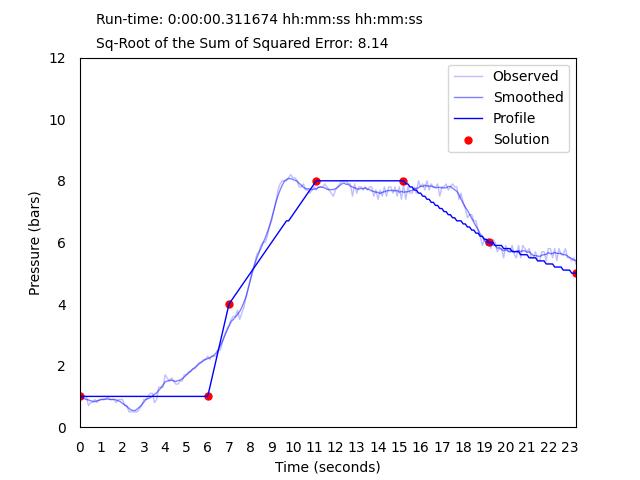 Run-time: 0:00:00.311674 hh:mm:ss hh:mm:ss
Sq-Root of the Sum of Squared Error: 8.14
12
10
8
6
4
2
0
Pressure (bars)
Observed
Smoothed
Profile
Solution
0 1 2 3 4 5 6 7 8 9 10 11 12 13 14 15 16 17 18 19 20 21 22 23
Time (seconds)